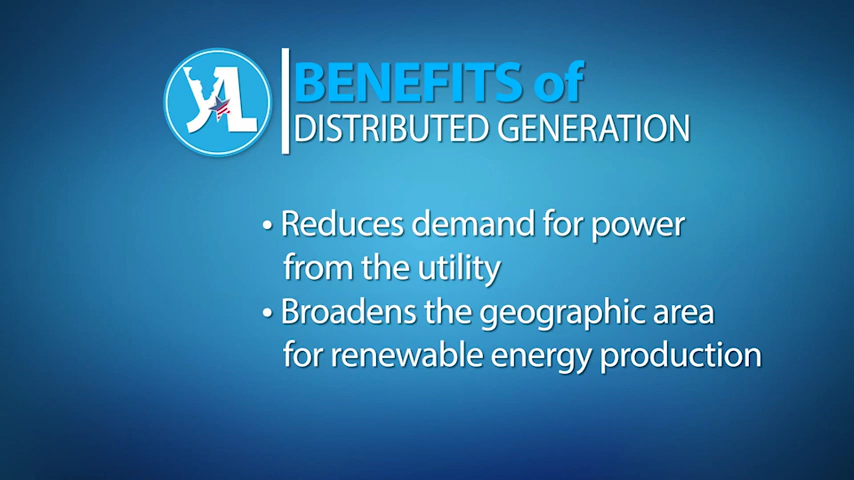 AL
BENEFITS of
DISTRIBUTED GENERATION
• Reduces demand for power
from the utility
• Broadens the geographic area
for renewable energy production